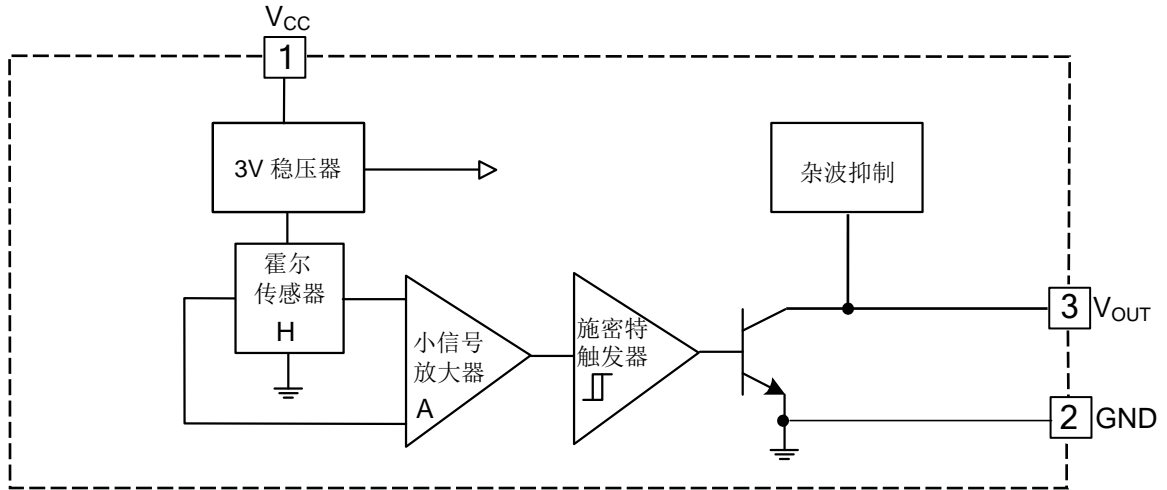 VCC
1
3V 稳压器
杂波抑制
霍尔
传感器
H
小信号
放大器
A
施密特
触发器
3 VOUT
2 GND